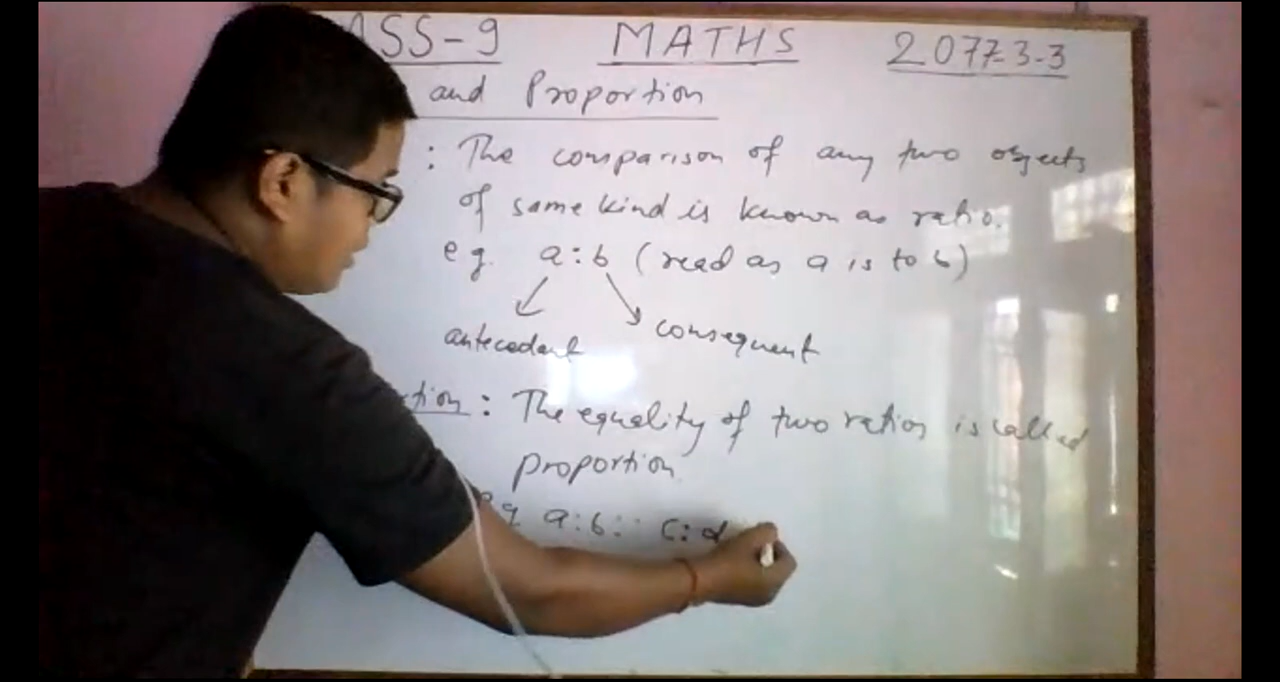 ASS-9 MATHS 2077-3-3
and Proportion
: The comparison of any two objects
of same kind is known as ratio.
e.g. a:b (read as a is to b)
antecedent consequent
tion : The equality of two ratios is called
proportion.
e.g. a:b:: c:d